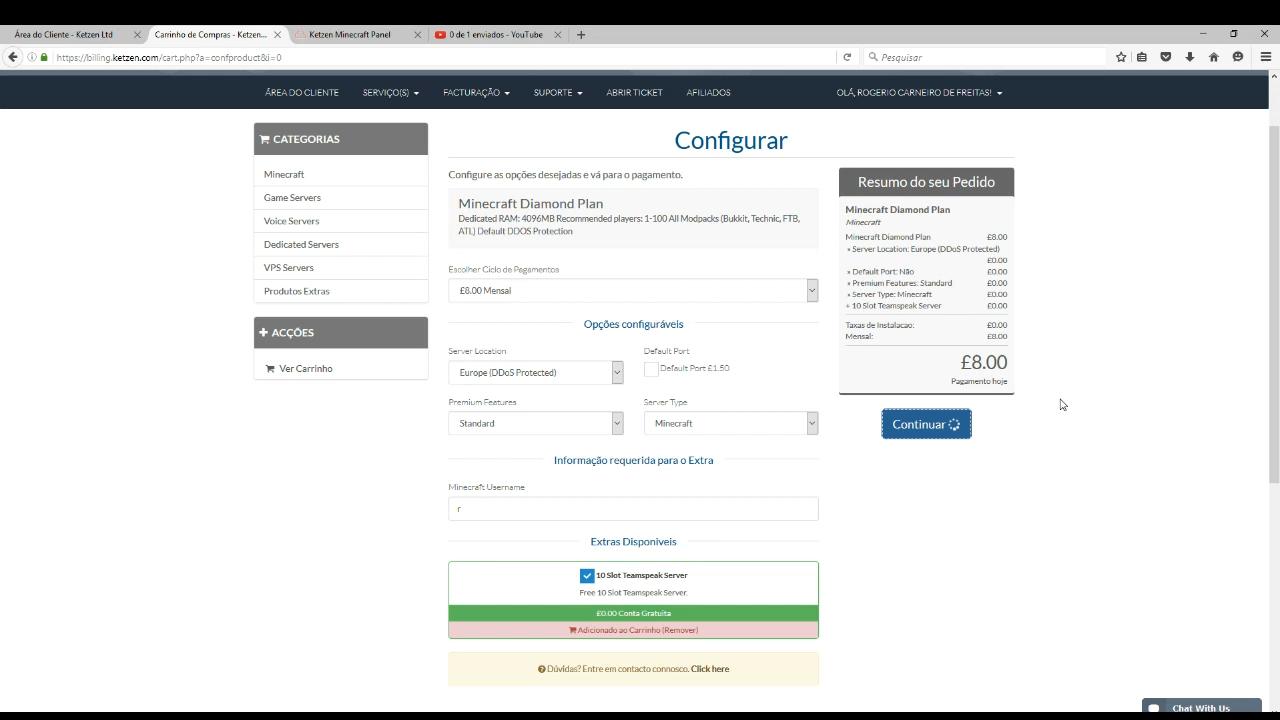 Área do Cliente - Ketzen Ltd
Carrinho de Compras - Ketzen...
Ketzen Minecraft Panel
0 de 1 enviados - YouTube
https://billing.ketzen.com/cart.php?a=confproduct&i=0
Pesquisar
ÁREA DO CLIENTE
SERVIÇO(S)
FACTURAÇÃO
SUPORTE
ABRIR TICKET
AFILIADOS
OLÁ, ROGERIO CARNEIRO DE FREITAS!
CATEGORIAS
Minecraft
Game Servers
Voice Servers
Dedicated Servers
VPS Servers
Produtos Extras
ACÇÕES
Ver Carrinho
Configurar
Configure as opções desejadas e vá para o pagamento.
Minecraft Diamond Plan
Dedicated RAM: 4096MB Recommended players: 1-100 All Modpacks (Bukkit, Technic, FTB,
ATL) Default DDOS Protection
Escolher Ciclo de Pagamentos
£8.00 Mensal
Opções configuráveis
Server Location
Europe (DDoS Protected)
Default Port
Default Port £1.50
Premium Features
Standard
Server Type
Minecraft
Informação requerida para o Extra
Minecraft Username
r
Extras Disponiveis
10 Slot Teamspeak Server
Free 10 Slot Teamspeak Server.
£0.00 Conta Gratuita
Adicionado ao Carrinho (Remover)
Dúvidas? Entre em contacto connosco. Click here
Resumo do seu Pedido
Minecraft Diamond Plan
Minecraft
Minecraft Diamond Plan £8.00
» Server Location: Europe (DDoS Protected)
£0.00
» Default Port: Não £0.00
» Premium Features: Standard £0.00
» Server Type: Minecraft £0.00
+ 10 Slot Teamspeak Server £0.00
Taxas de Instalacao: £0.00
Mensal: £8.00
£8.00
Pagamento hoje
Continuar
Chat With Us